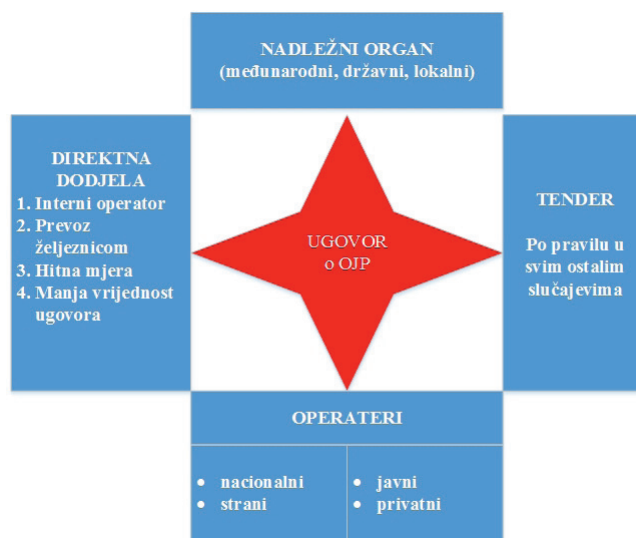 NADLEŽNI ORGAN
(međunarodni, državni, lokalni)
DIREKTNA
DODJELA
1. Interni operator
2. Prevoz
željeznicom
3. Hitna mjera
4. Manja vrijednost
ugovora
UGOVOR
o OJP
TENDER
Po pravilu u
svim ostalim
slučajevima
OPERATERI
• nacionalni
• strani
• javni
• privatni